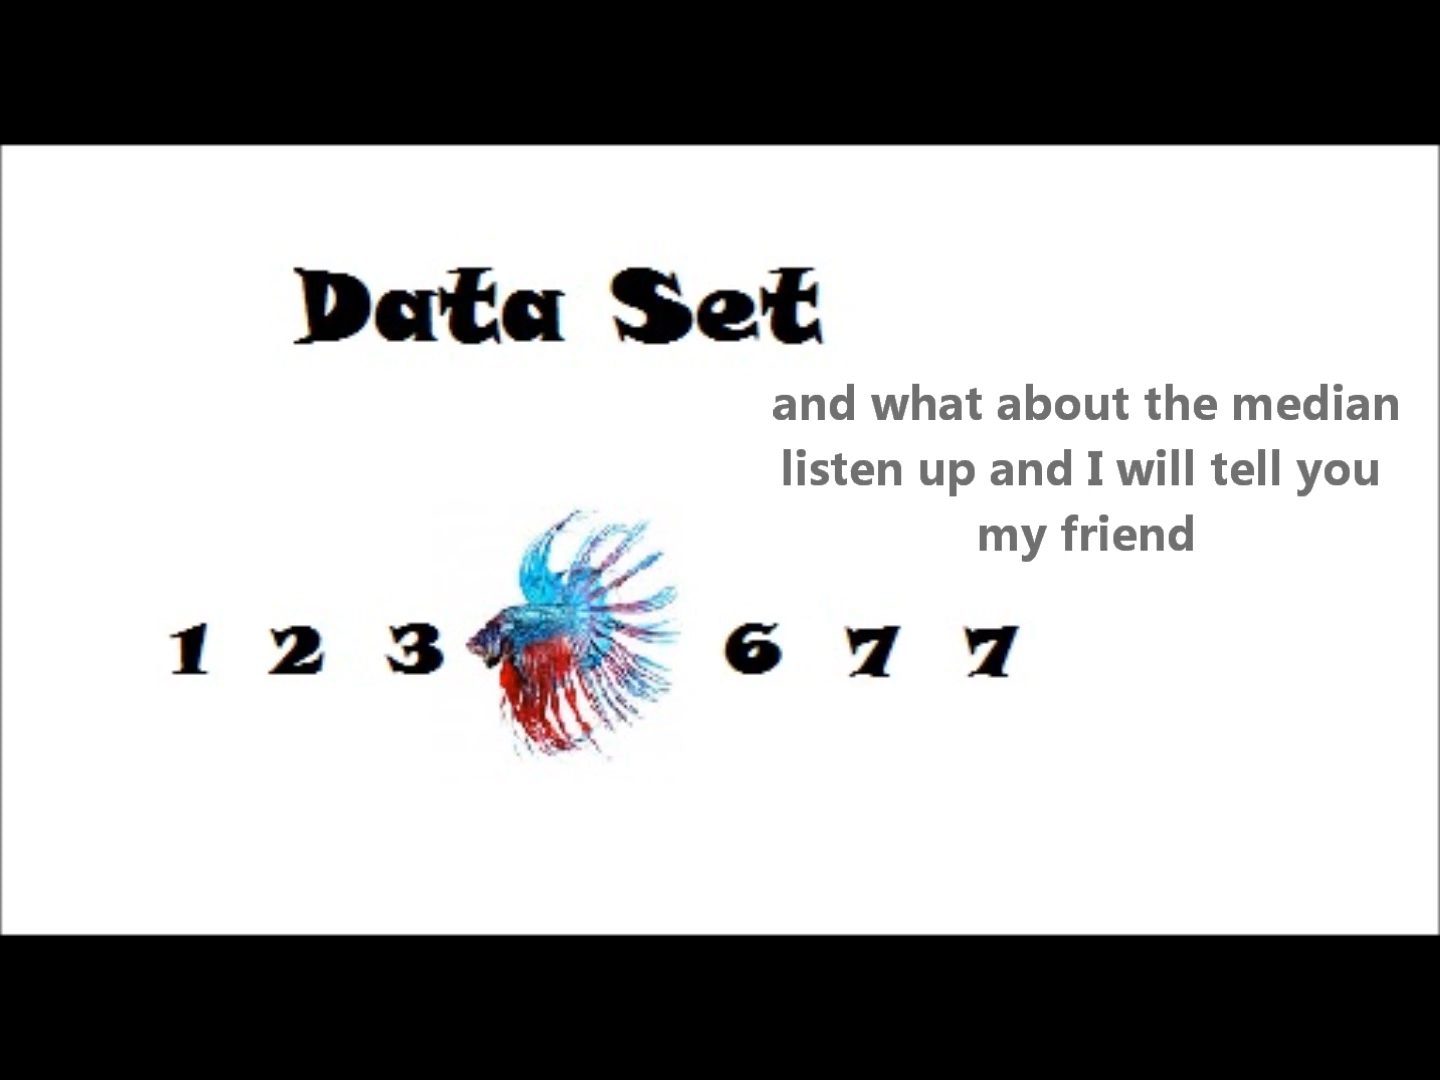 Data Set
and what about the median
listen up and I will tell you
my friend
1 2 3 6 7 7